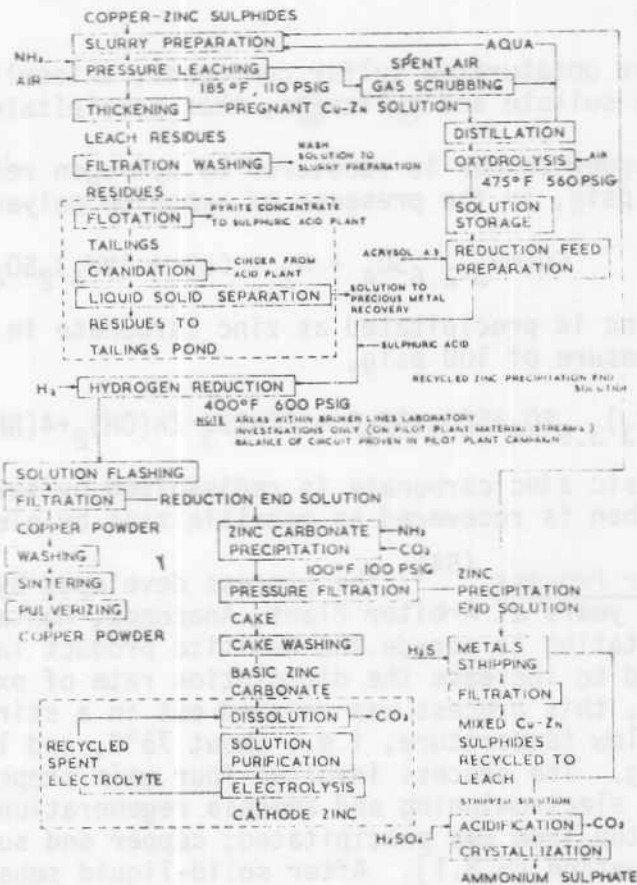 COPPER-ZINC SULPHIDES
SLURRY PREPARATION
AQUA
NH₃
AIR
PRESSURE LEACHING
185°F, 110 PSIG
SPENT AIR
GAS SCRUBBING
THICKENING
PREGNANT Cu-Zn SOLUTION
DISTILLATION
LEACH RESIDUES
FILTRATION WASHING
WASH
SOLUTION TO
SLURRY PREPARATION
OXYDROLYSIS
AIR
475°F 560 PSIG
RESIDUES
FLOTATION
PYRITE CONCENTRATE
TO SULPHURIC ACID PLANT
SOLUTION
STORAGE
TAILINGS
CYANIDATION
CINDER FROM
ACID PLANT
ACRYSOL A3
REDUCTION FEED
PREPARATION
LIQUID SOLID SEPARATION
SOLUTION TO
PRECIOUS METAL
RECOVERY
RESIDUES TO
TAILINGS POND
SULPHURIC ACID
RECYCLED ZINC PRECIPITATION END
SOLUTION
H₂
HYDROGEN REDUCTION
400°F 600 PSIG
NOTE AREAS WITHIN BROKEN LINES LABORATORY
INVESTIGATIONS ONLY (ON PILOT PLANT MATERIAL STREAMS)
BALANCE OF CIRCUIT PROVEN IN PILOT PLANT CAMPAIGN
SOLUTION FLASHING
FILTRATION
REDUCTION END SOLUTION
COPPER POWDER
WASHING
SINTERING
PULVERIZING
COPPER POWDER
ZINC CARBONATE
PRECIPITATION
NH₃
CO₂
100°F 100 PSIG
PRESSURE FILTRATION
ZINC
PRECIPITATION
END SOLUTION
CAKE
CAKE WASHING
H₂S
METALS
STRIPPING
BASIC ZINC
CARBONATE
FILTRATION
DISSOLUTION
CO₂
MIXED Cu-Zn
SULPHIDES
RECYCLED TO
LEACH
RECYCLED
SPENT
ELECTROLYTE
SOLUTION
PURIFICATION
ELECTROLYSIS
CATHODE ZINC
STRIPPED SOLUTION
H₂SO₄
ACIDIFICATION
CO₂
CRYSTALLIZATION
AMMONIUM SULPHATE